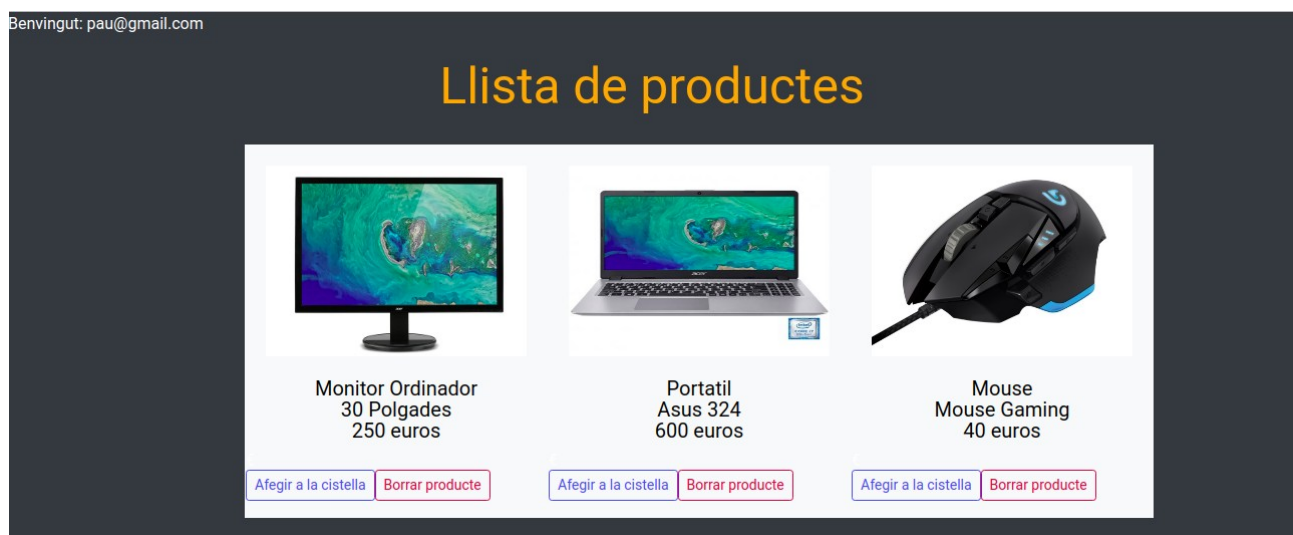 Benvingut: pau@gmail.com
Llista de productes
acer
Monitor Ordinador
30 Polgades
250 euros
Portatil
Asus 324
600 euros
Mouse
Mouse Gaming
40 euros
Afegir a la cistella Borrar producte
Afegir a la cistella Borrar producte
Afegir a la cistella Borrar producte